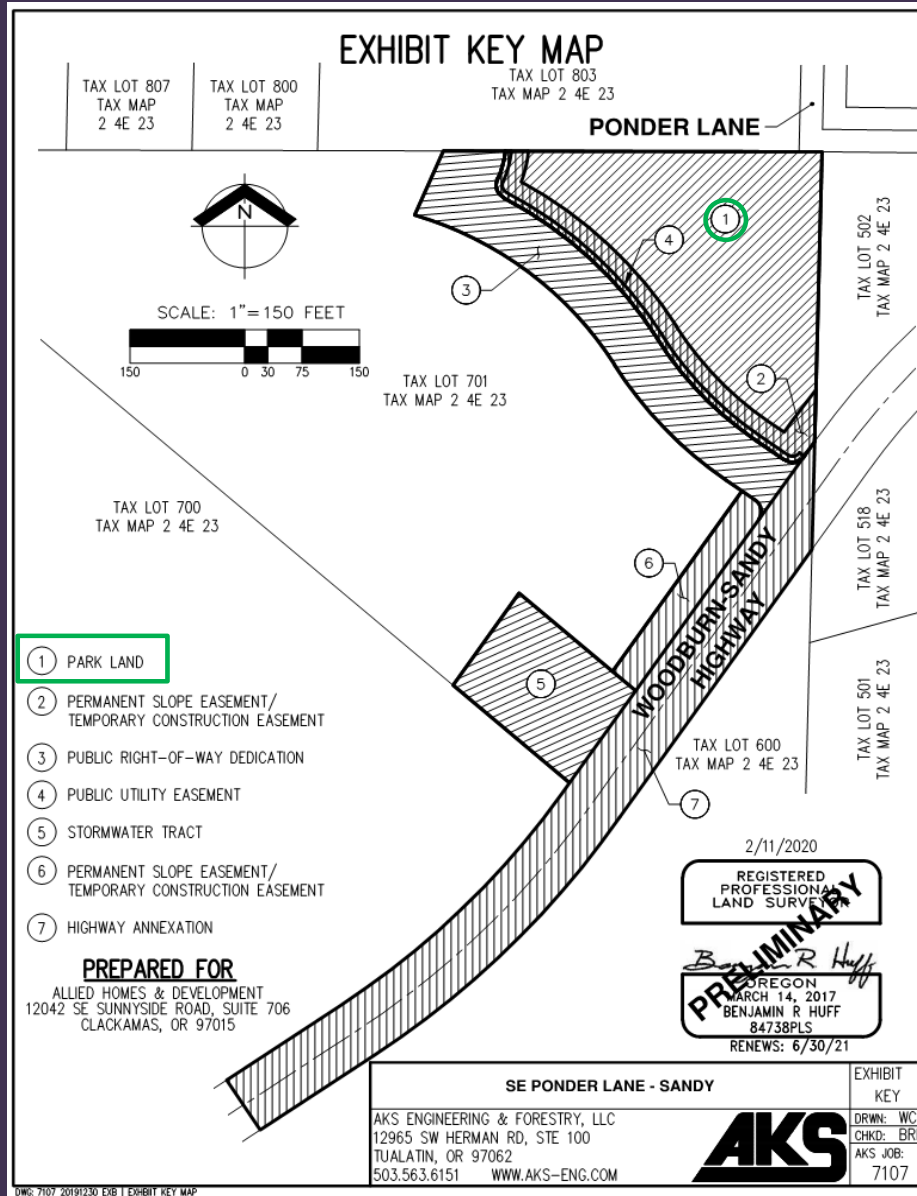 EXHIBIT KEY MAP
TAX LOT 807
TAX MAP
2 4E 23
TAX LOT 800
TAX MAP
2 4E 23
TAX LOT 803
TAX MAP 2 4E 23
PONDER LANE
N
SCALE: 1"=150 FEET
150 0 30 75 150
1
4
3
2
TAX LOT 502
TAX MAP 2 4E 23
TAX LOT 701
TAX MAP 2 4E 23
TAX LOT 700
TAX MAP 2 4E 23
TAX LOT 518
TAX MAP 2 4E 23
6
WOODBURN-SANDY
HIGHWAY
5
TAX LOT 501
TAX MAP 2 4E 23
TAX LOT 600
TAX MAP 2 4E 23
7
1 PARK LAND
2 PERMANENT SLOPE EASEMENT/
TEMPORARY CONSTRUCTION EASEMENT
3 PUBLIC RIGHT-OF-WAY DEDICATION
4 PUBLIC UTILITY EASEMENT
5 STORMWATER TRACT
6 PERMANENT SLOPE EASEMENT/
TEMPORARY CONSTRUCTION EASEMENT
7 HIGHWAY ANNEXATION
PREPARED FOR
ALLIED HOMES & DEVELOPMENT
12042 SE SUNNYSIDE ROAD, SUITE 706
CLACKAMAS, OR 97015
2/11/2020
REGISTERED
PROFESSIONAL
LAND SURVEYOR
PRELIMINARY
Benjamin R Huff
OREGON
MARCH 14, 2017
BENJAMIN R HUFF
84738PLS
RENEWS: 6/30/21
SE PONDER LANE - SANDY
EXHIBIT
KEY
AKS ENGINEERING & FORESTRY, LLC
12965 SW HERMAN RD, STE 100
TUALATIN, OR 97062
503.563.6151 WWW.AKS-ENG.COM
AKS
DRWN: WC
CHKD: BR
AKS JOB:
7107
DWG: 7107 20191230 EXB | EXHIBIT KEY MAP